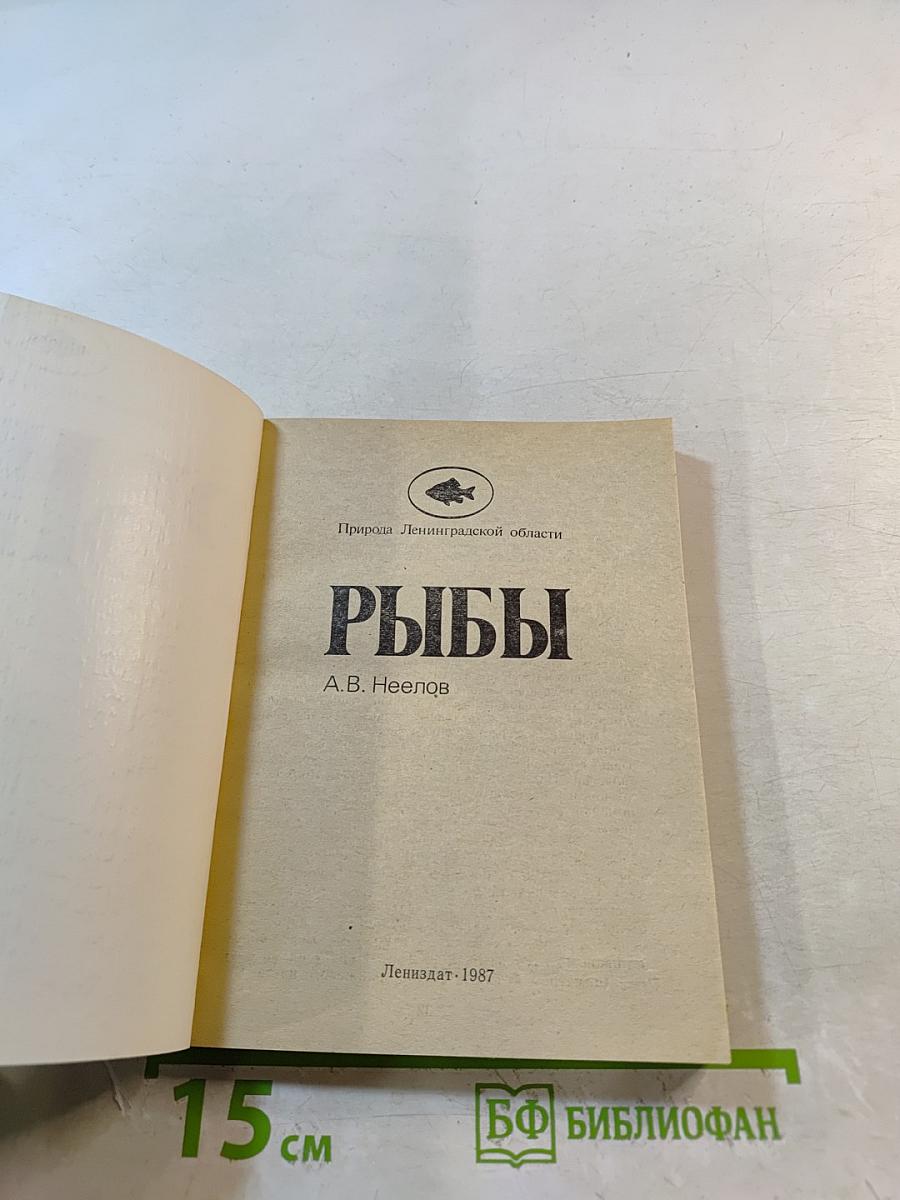 Природа Ленинградской области
РЫБЫ
А.В. Неелов
Лениздат·1987
15 см
БФ БИБЛИОФАН